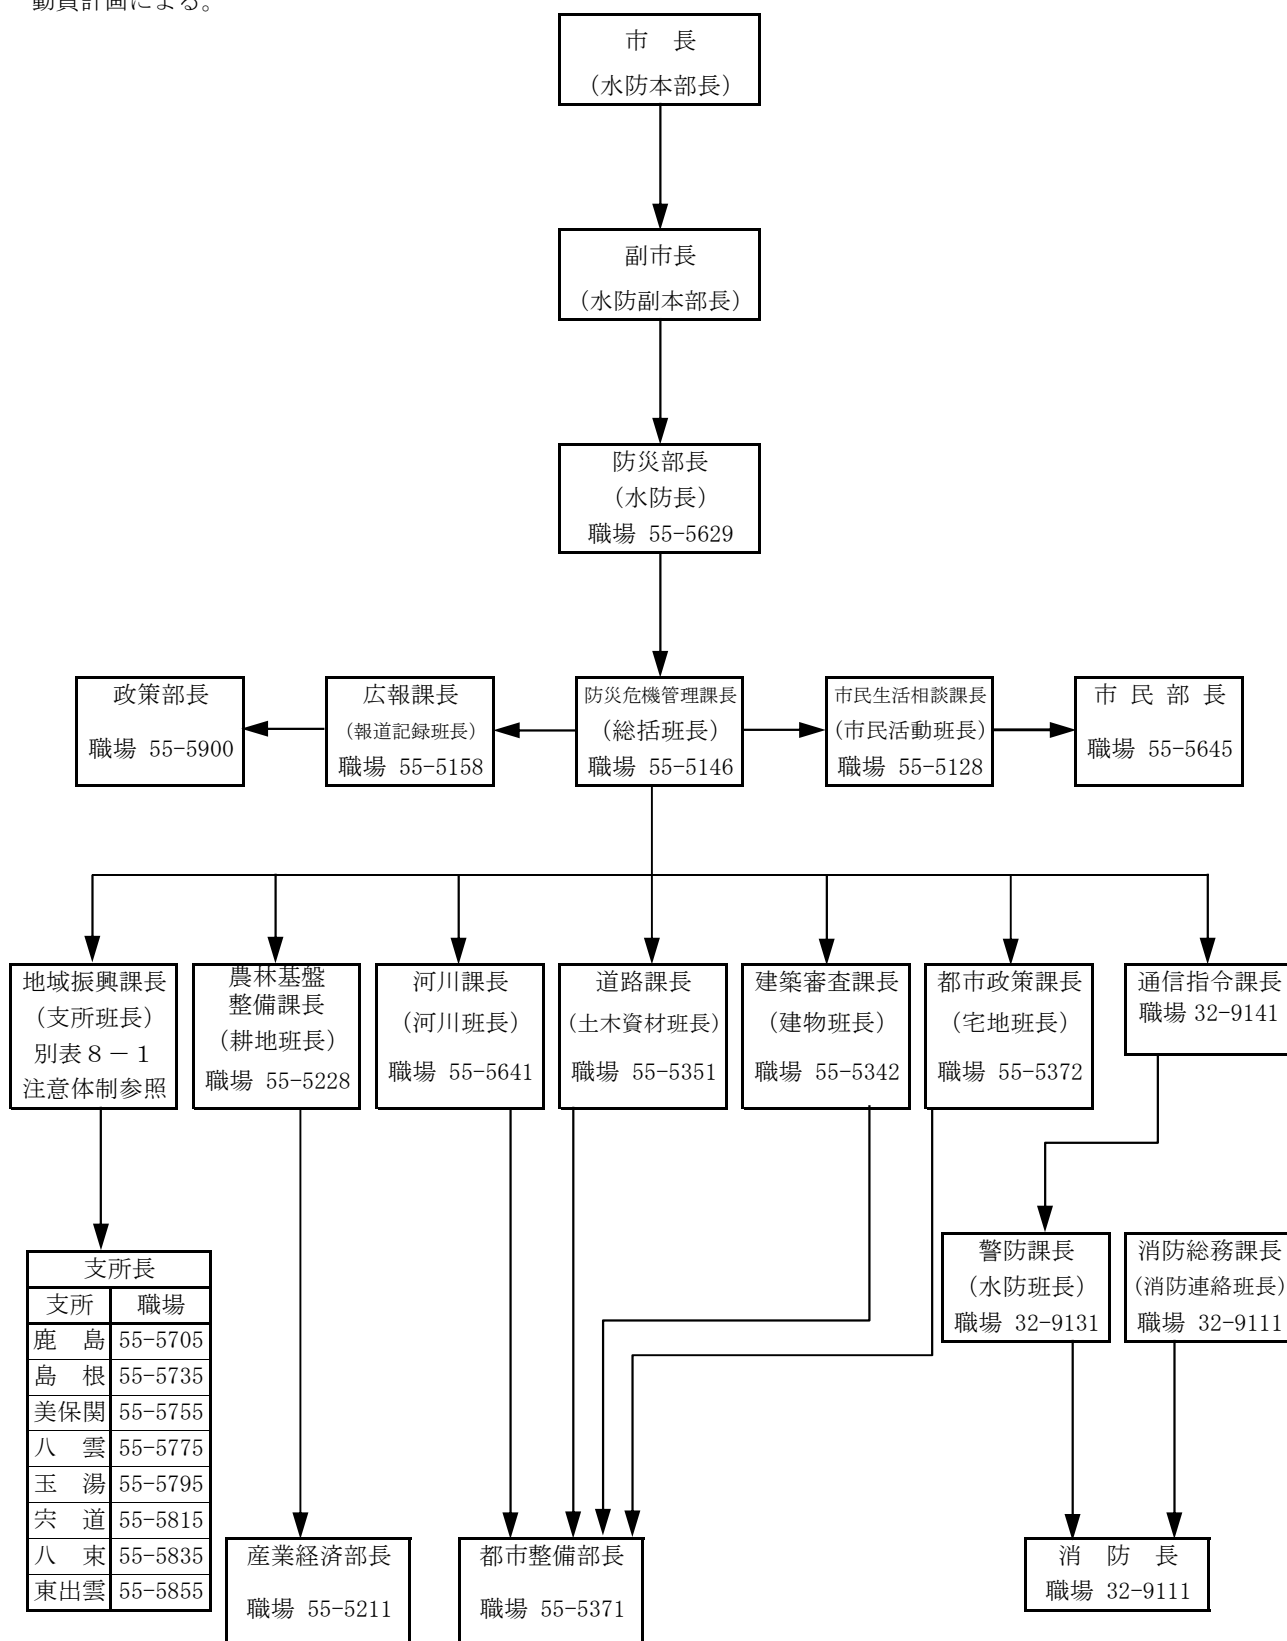 動員計画による。
市　長
（水防本部長）
副市長
（水防副本部長）
防災部長
（水防長）
職場 55-5629
政策部長
職場 55-5900
広報課長
（報道記録班長）
職場 55-5158
防災危機管理課長
（総括班長）
職場 55-5146
市民生活相談課長
（市民活動班長）
職場 55-5128
市 民 部 長
職場 55-5645
地域振興課長
（支所班長）
別表８－１
注意体制参照
農林基盤
整備課長
（耕地班長）
職場 55-5228
河川課長
（河川班長）
職場 55-5641
道路課長
（土木資材班長）
職場 55-5351
建築審査課長
（建物班長）
職場 55-5342
都市政策課長
（宅地班長）
職場 55-5372
通信指令課長
職場 32-9141
警防課長
（水防班長）
職場 32-9131
消防総務課長
（消防連絡班長）
職場 32-9111
支所長
支所 職場
鹿　島 55-5705
島　根 55-5735
美保関 55-5755
八　雲 55-5775
玉　湯 55-5795
宍　道 55-5815
八　束 55-5835
東出雲 55-5855
産業経済部長
職場 55-5211
都市整備部長
職場 55-5371
消　防　長
職場 32-9111